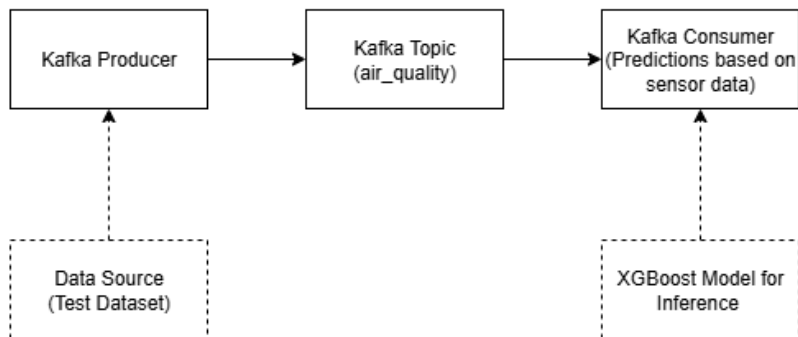 Kafka Producer
Kafka Topic
(air_quality)
Kafka Consumer
(Predictions based on
sensor data)
Data Source
(Test Dataset)
XGBoost Model for
Inference